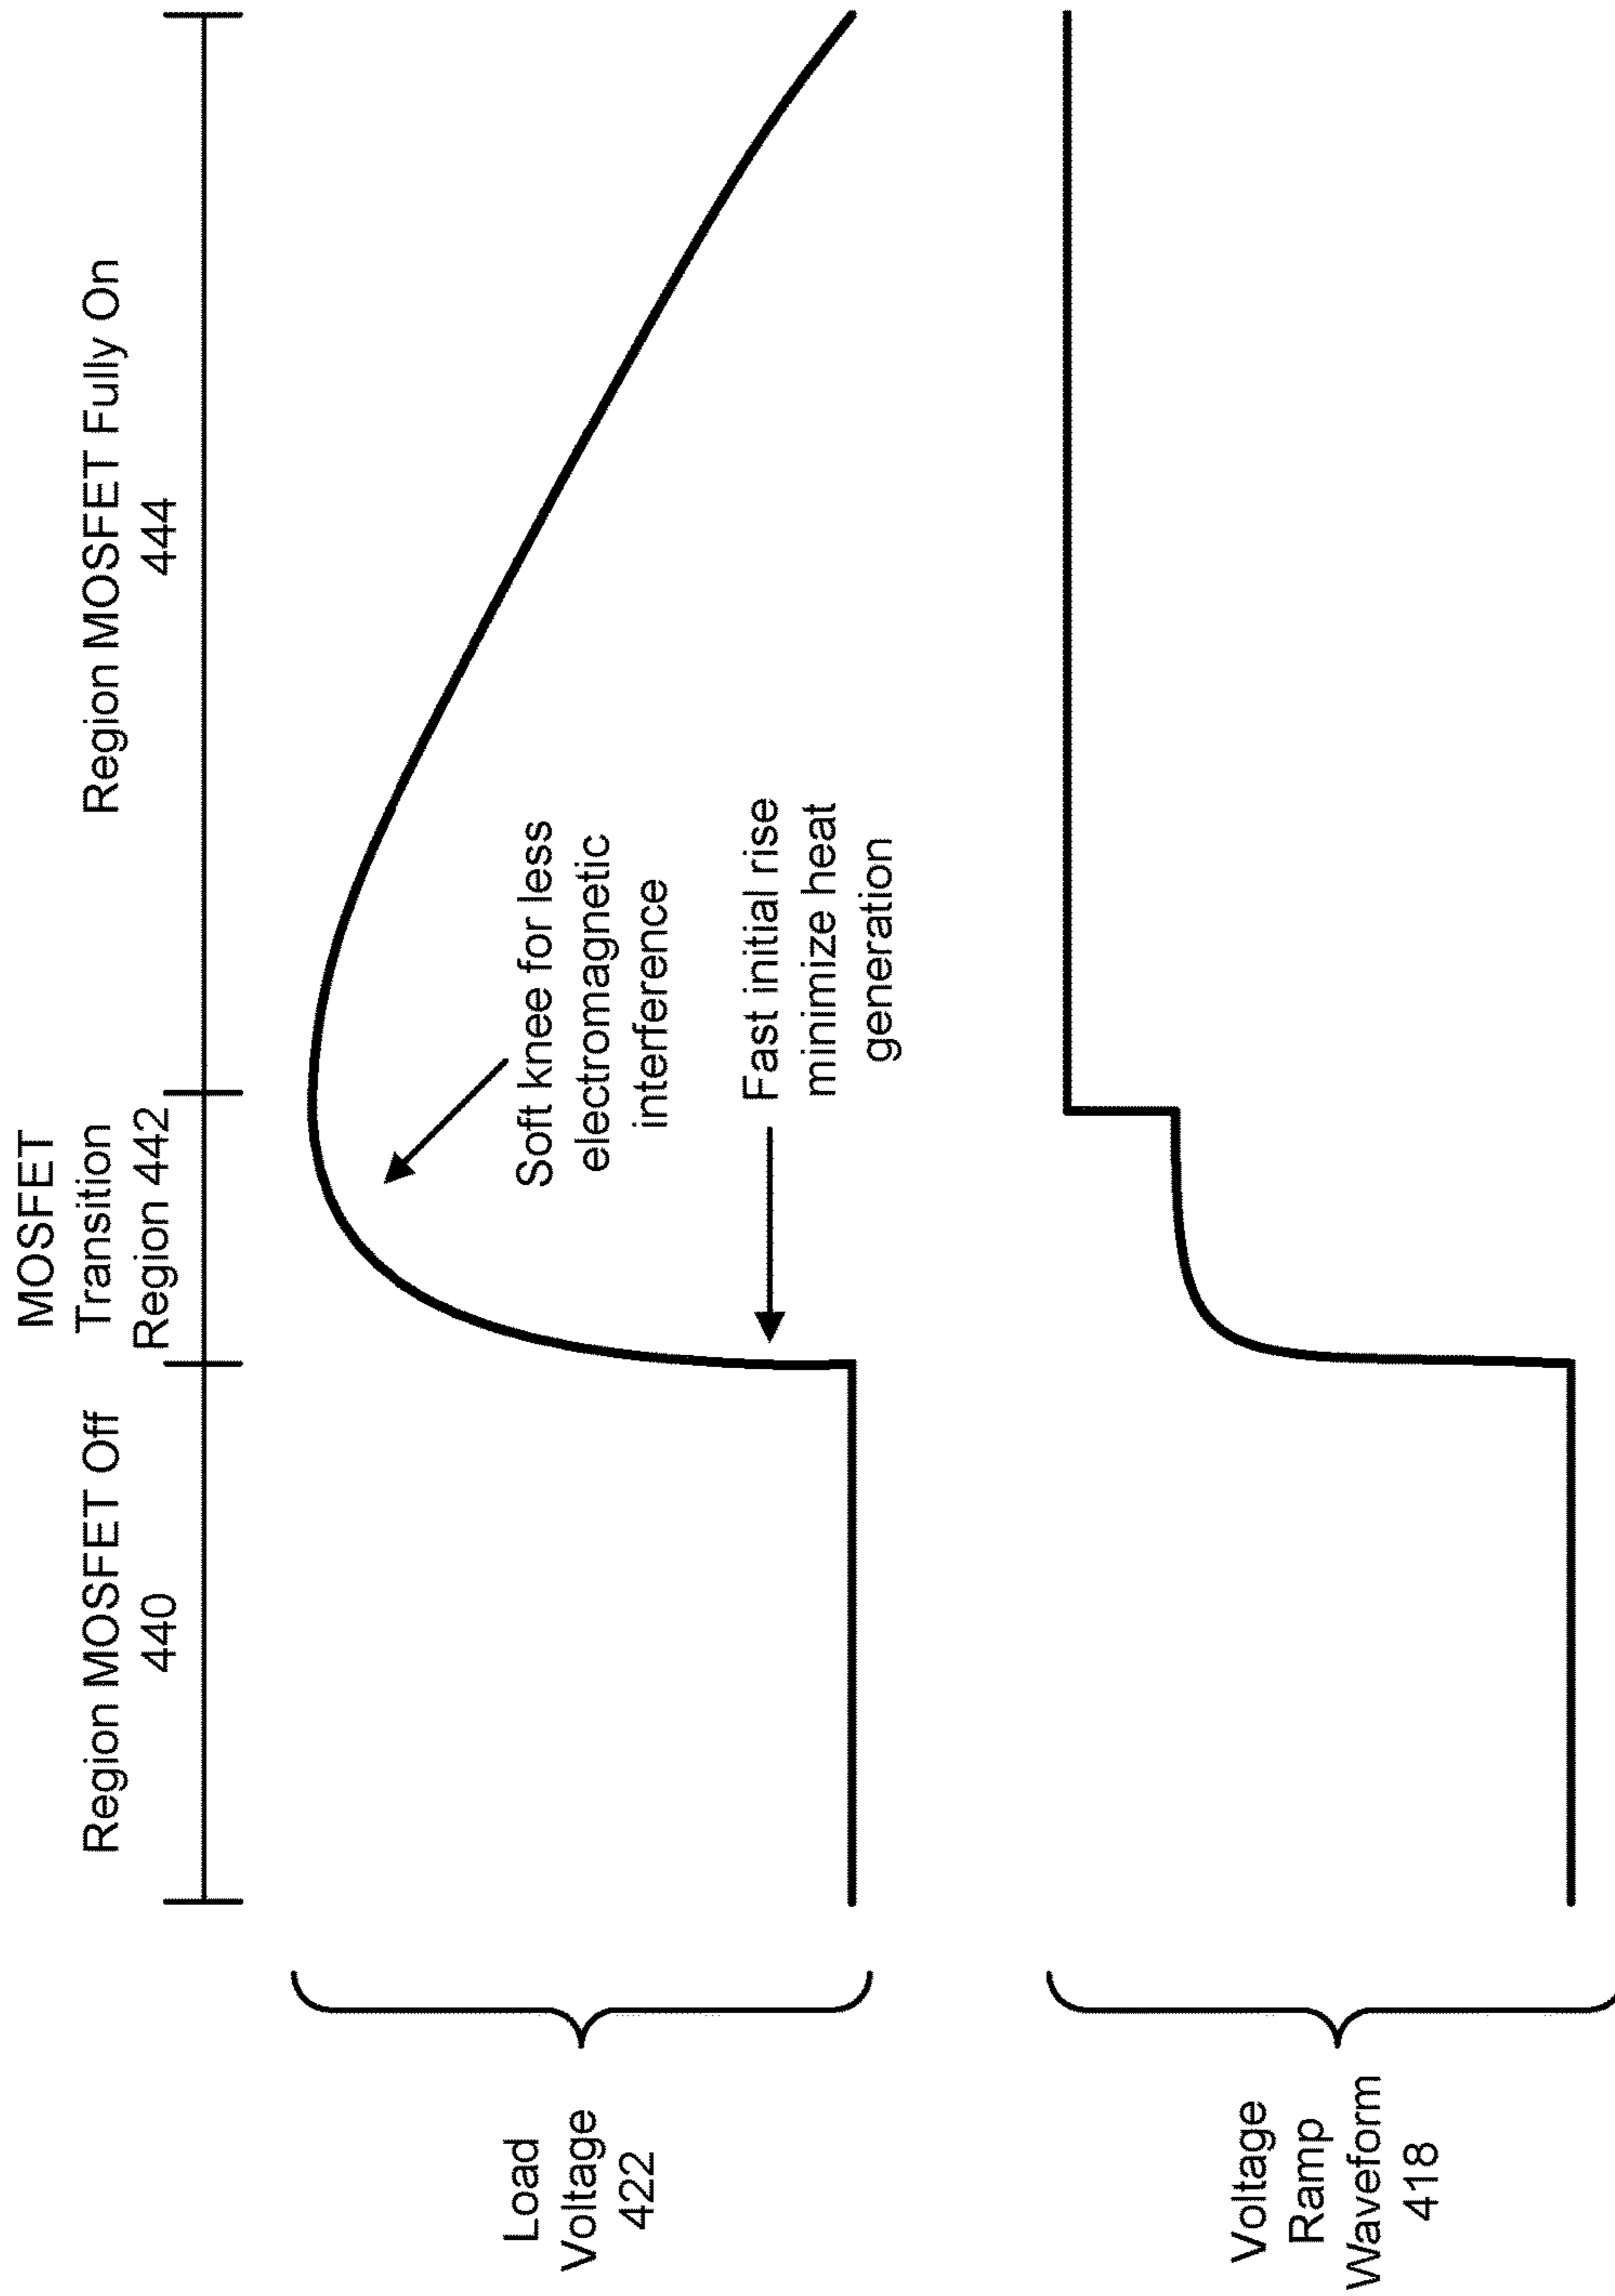 Region MOSFET Off
440
MOSFET
Transition
Region 442
Region MOSFET Fully On
444
Load
Voltage
422
Soft knee for less
electromagnetic
interference
Fast initial rise
minimize heat
generation
Voltage
Ramp
Waveform
418